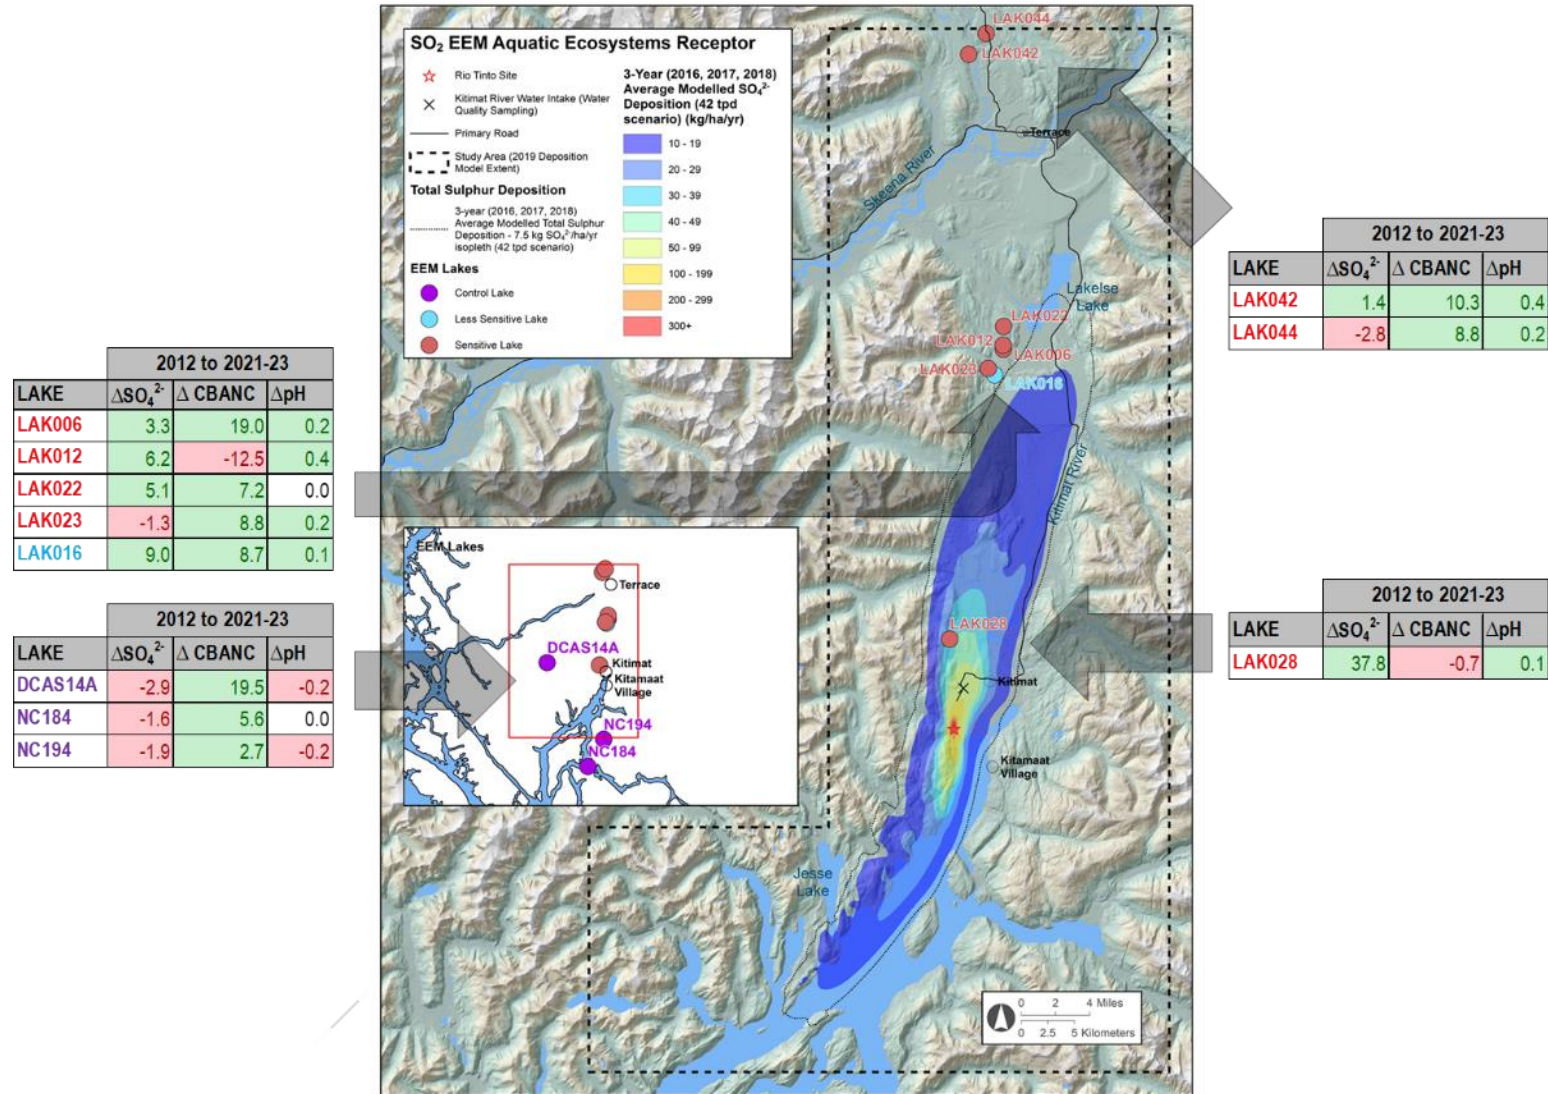 SO₂ EEM Aquatic Ecosystems Receptor
Rio Tinto Site
Kitimat River Water Intake (Water
Quality Sampling)
Primary Road
Study Area (2019 Deposition
Model Extent)
Total Sulphur Deposition
3-year (2016, 2017, 2018)
Average Modelled Total Sulphur
Deposition - 7.5 kg SO₄²⁻/ha/yr
isopleth (42 tpd scenario)
EEM Lakes
Control Lake
Less Sensitive Lake
Sensitive Lake
3-Year (2016, 2017, 2018)
Average Modelled SO₄²⁻
Deposition (42 tpd
scenario) (kg/ha/yr)
10 - 19
20 - 29
30 - 39
40 - 49
50 - 99
100 - 199
200 - 299
300+
LAK044
LAK042
Terrace
Skeena River
Lakelse
Lake
LAK022
LAK012
LAK006
LAK023
LAK016
Kitimat River
LAK028
Kitimat
Kitamaat
Village
Jesse
Lake
0 2 4 Miles
0 2.5 5 Kilometers
EEM Lakes
Terrace
DCAS14A
Kitimat
Kitamaat
Village
NC194
NC184
2012 to 2021-23
LAKE ΔSO₄²⁻ Δ CBANC ΔpH
LAK006 3.3 19.0 0.2
LAK012 6.2 -12.5 0.4
LAK022 5.1 7.2 0.0
LAK023 -1.3 8.8 0.2
LAK016 9.0 8.7 0.1
2012 to 2021-23
LAKE ΔSO₄²⁻ Δ CBANC ΔpH
DCAS14A -2.9 19.5 -0.2
NC184 -1.6 5.6 0.0
NC194 -1.9 2.7 -0.2
2012 to 2021-23
LAKE ΔSO₄²⁻ Δ CBANC ΔpH
LAK042 1.4 10.3 0.4
LAK044 -2.8 8.8 0.2
2012 to 2021-23
LAKE ΔSO₄²⁻ Δ CBANC ΔpH
LAK028 37.8 -0.7 0.1